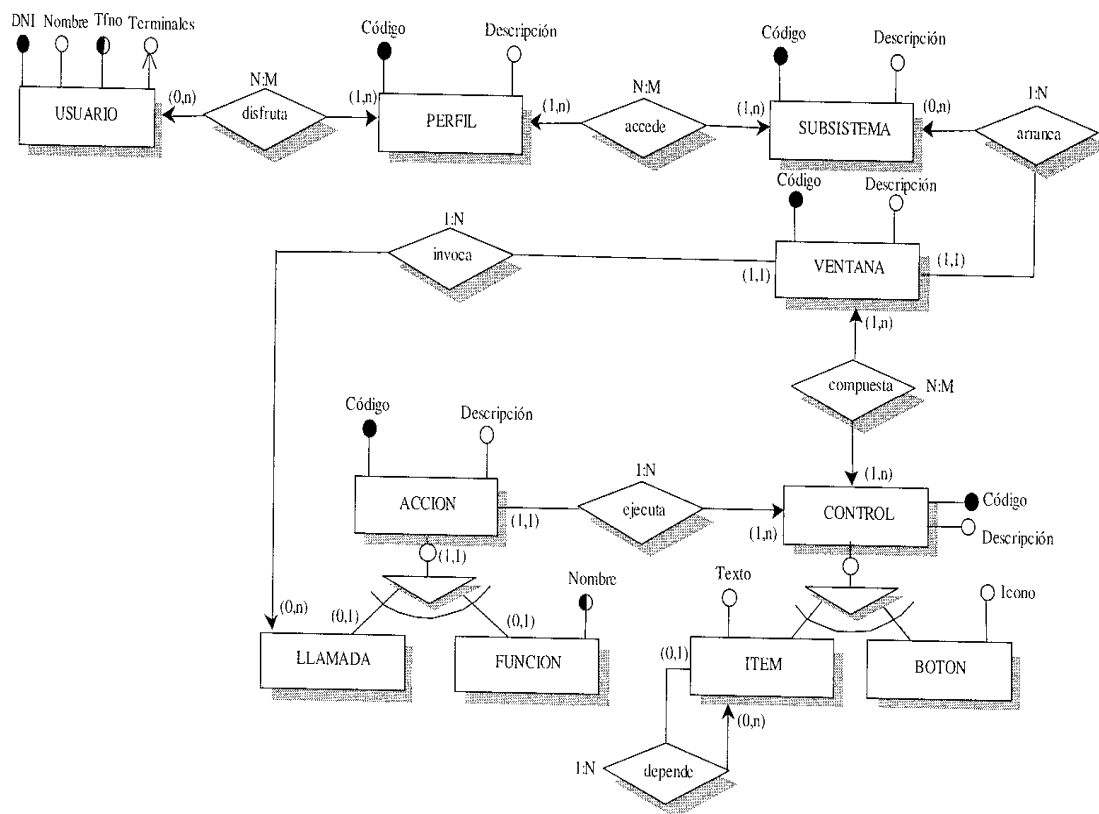 DNI Nombre Tfno Terminales
Código
Descripción
Código
Descripción
N:M
N:M
1:N
USUARIO
(0,n)
disfruta
(1,n)
PERFIL
(1,n)
accede
(1,n)
SUBSISTEMA
(0,n)
arranca
Código
Descripción
1:N
invoca
(1,1)
VENTANA
(1,1)
(1,n)
compuesta
N:M
Código
Descripción
1:N
(1,n)
ACCION
(1,1)
ejecuta
(1,n)
CONTROL
Código
Descripción
(1,1)
Nombre
Texto
Icono
(0,n)
(0,1)
(0,1)
LLAMADA
FUNCION
(0,1)
ITEM
BOTON
(0,n)
1:N
depende